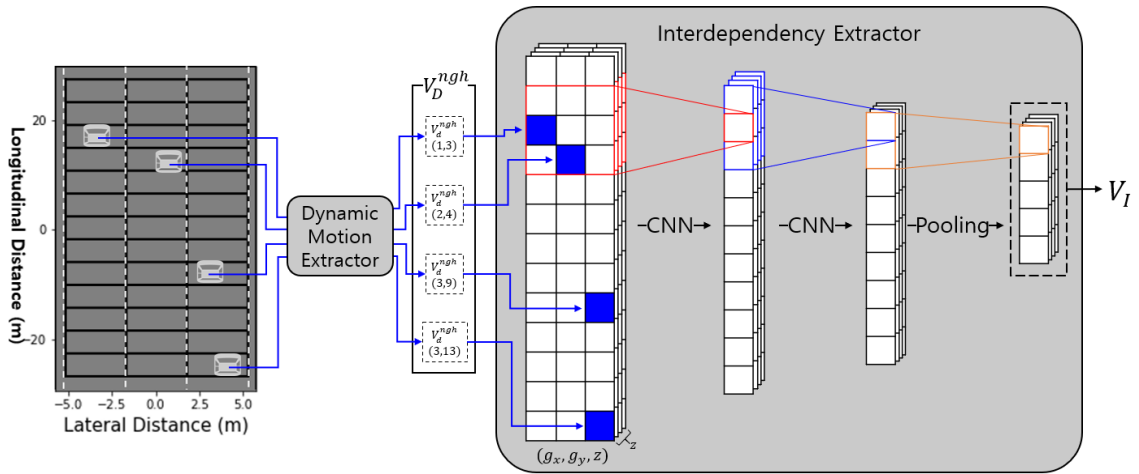 Interdependency Extractor
Longitudinal Distance (m)
20
0
−20
−5.0 −2.5 0.0 2.5 5.0
Lateral Distance (m)
Dynamic
Motion
Extractor
V_D^{ngh}
V_d^{ngh}
(1,3)
V_d^{ngh}
(2,4)
V_d^{ngh}
(3,9)
V_d^{ngh}
(3,13)
z
(g_x, g_y, z)
CNN
CNN
Pooling
V_I